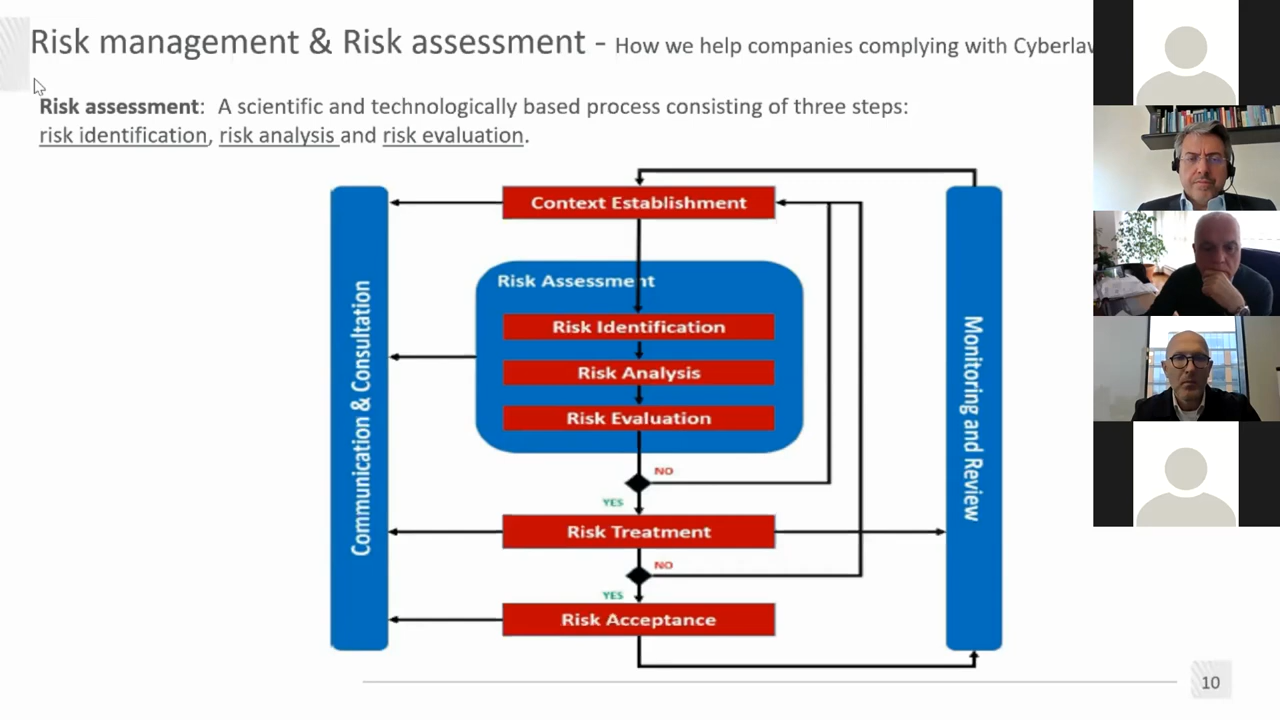 Risk management & Risk assessment - How we help companies complying with Cyberlaw
Risk assessment: A scientific and technologically based process consisting of three steps:
risk identification, risk analysis and risk evaluation.
Context Establishment
Risk Assessment
Risk Identification
Risk Analysis
Risk Evaluation
NO
YES
Risk Treatment
NO
YES
Risk Acceptance
Communication & Consultation
Monitoring and Review
10